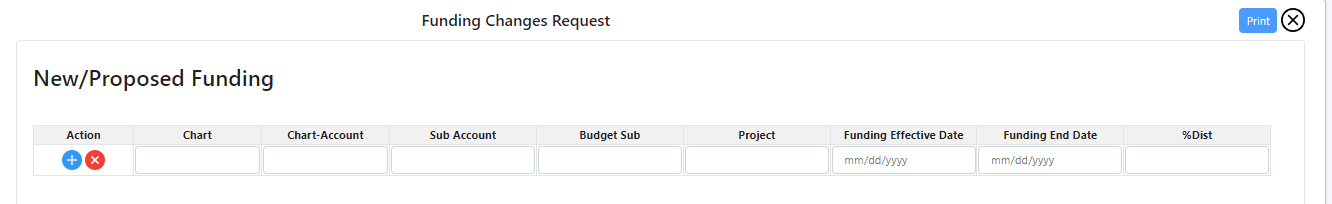 Funding Changes Request
Print
New/Proposed Funding
Action Chart Chart-Account Sub Account Budget Sub Project Funding Effective Date Funding End Date %Dist
mm/dd/yyyy mm/dd/yyyy